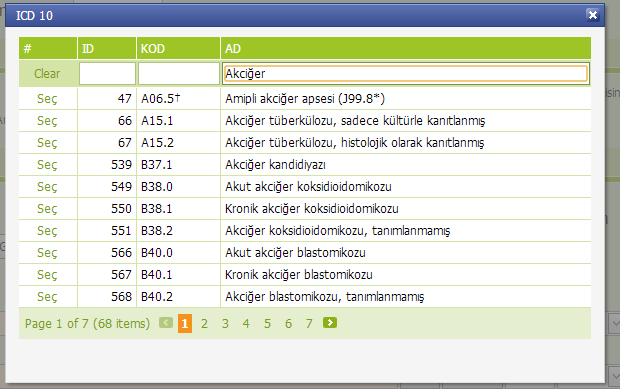 ICD 10
# ID KOD AD
Clear Akciğer
Seç 47 A06.5† Amipli akciğer apsesi (J99.8*)
Seç 66 A15.1 Akciğer tüberkülozu, sadece kültürle kanıtlanmış
Seç 67 A15.2 Akciğer tüberkülozu, histolojik olarak kanıtlanmış
Seç 539 B37.1 Akciğer kandidiyazı
Seç 549 B38.0 Akut akciğer koksidioidomikozu
Seç 550 B38.1 Kronik akciğer koksidioidomikozu
Seç 551 B38.2 Akciğer koksidioidomikozu, tanımlanmamış
Seç 566 B40.0 Akut akciğer blastomikozu
Seç 567 B40.1 Kronik akciğer blastomikozu
Seç 568 B40.2 Akciğer blastomikozu, tanımlanmamış
Page 1 of 7 (68 items) 1 2 3 4 5 6 7